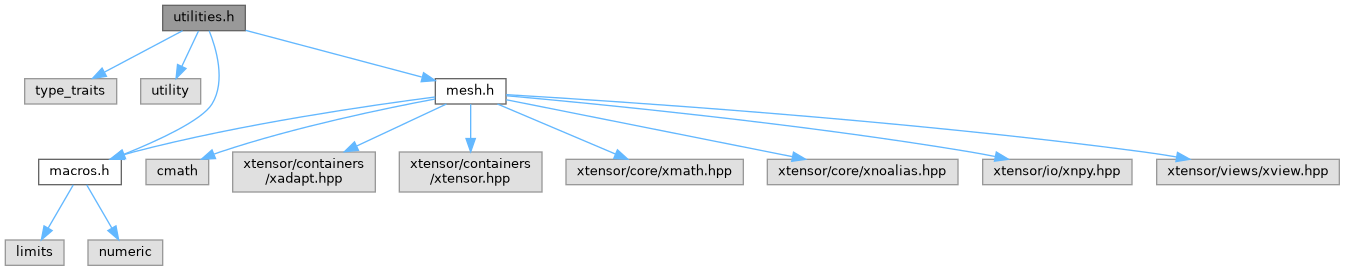 utilities.h
type_traits
utility
mesh.h
macros.h
cmath
xtensor/containers
/xadapt.hpp
xtensor/containers
/xtensor.hpp
xtensor/core/xmath.hpp
xtensor/core/xnoalias.hpp
xtensor/io/xnpy.hpp
xtensor/views/xview.hpp
limits
numeric